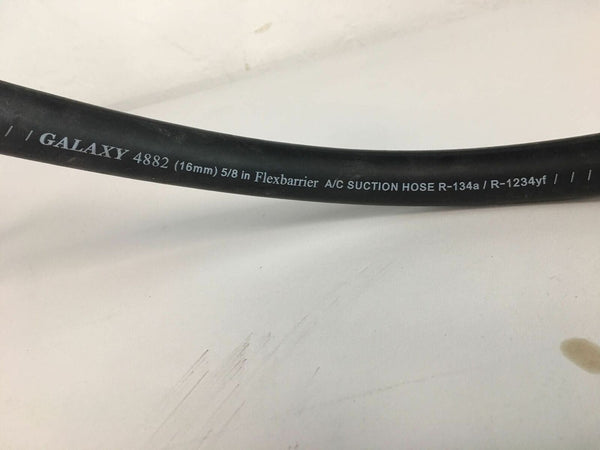 / / GALAXY 4882 (16mm) 5/8 in Flexbarrier A/C SUCTION HOSE R-134a / R-1234yf / / / /